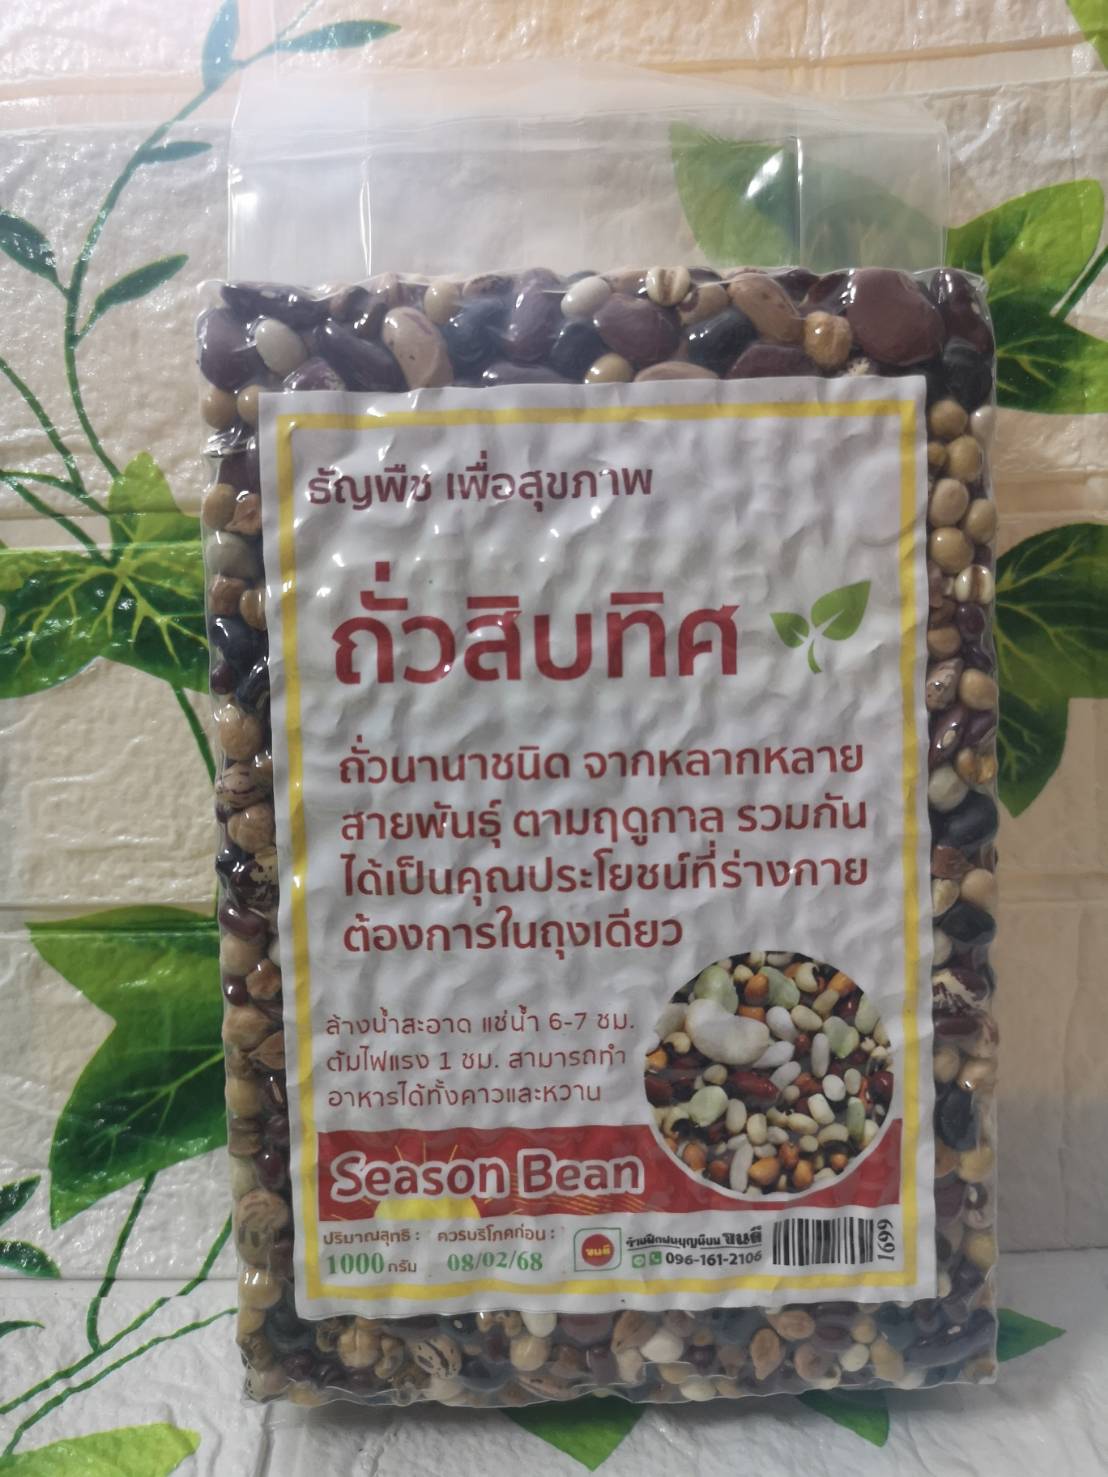 ธัญพืช เพื่อสุขภาพ
ถั่วสิบทิศ
ถั่วนานาชนิด จากหลากหลาย
สายพันธุ์ ตามฤดูกาล รวมกัน
ได้เป็นคุณประโยชน์ที่ร่างกาย
ต้องการในถุงเดียว
ล้างน้ำสะอาด แช่น้ำ 6-7 ชม.
ต้มไฟแรง 1 ชม. สามารถทำ
อาหารได้ทั้งคาวและหวาน
Season Bean
ปริมาณสุทธิ : ควรบริโภคก่อน :
1000 กรัม 08/02/68
096-161-2106
1699